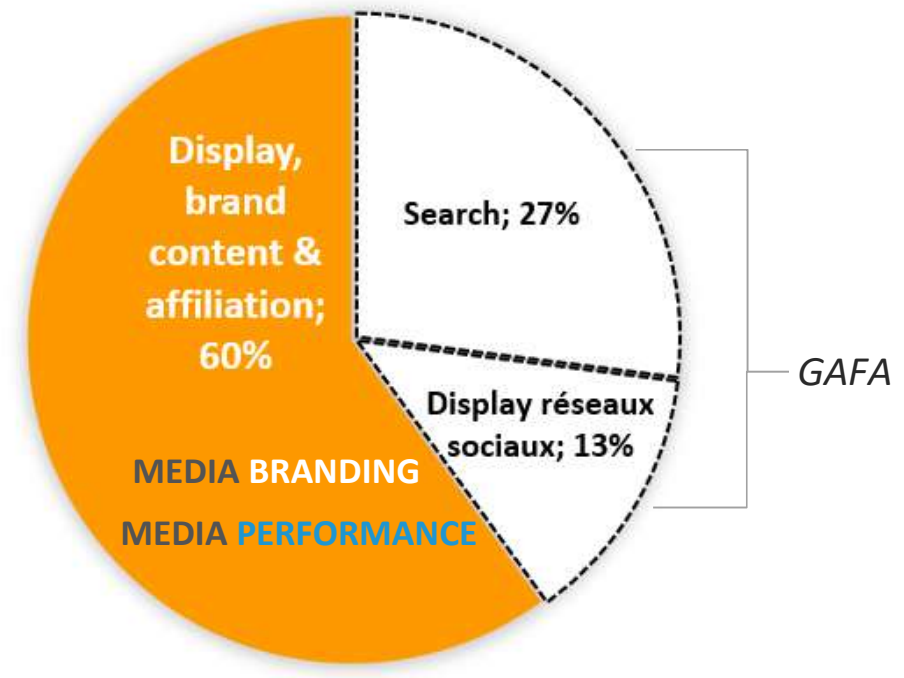 Display,
brand
content &
affiliation;
60%
Search; 27%
Display réseaux
sociaux; 13%
GAFA
MEDIA BRANDING
MEDIA PERFORMANCE